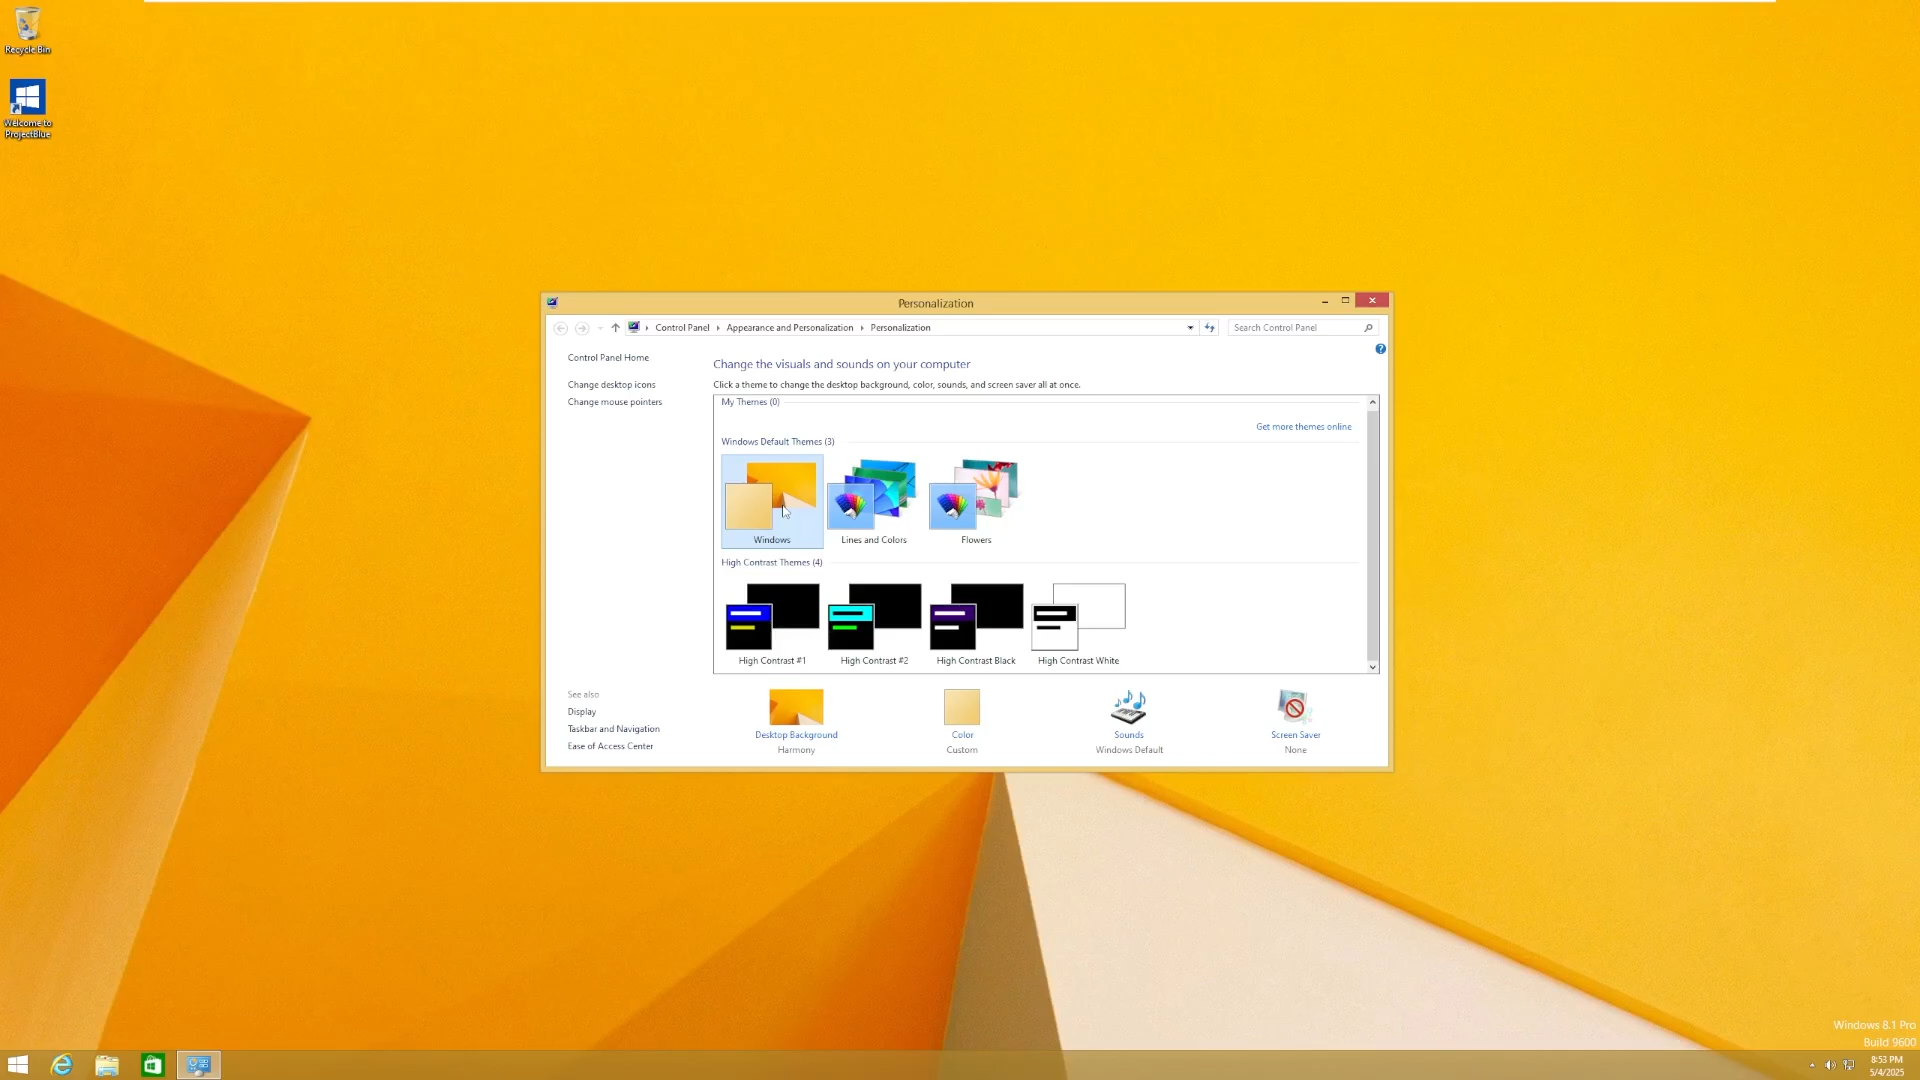 Recycle Bin
Welcome to
ProjectBlue
Personalization
Control Panel
Appearance and Personalization
Personalization
Search Control Panel
Control Panel Home
Change desktop icons
Change mouse pointers
Change the visuals and sounds on your computer
Click a theme to change the desktop background, color, sounds, and screen saver all at once.
My Themes (0)
Get more themes online
Windows Default Themes (3)
Windows
Lines and Colors
Flowers
High Contrast Themes (4)
High Contrast #1
High Contrast #2
High Contrast Black
High Contrast White
See also
Display
Taskbar and Navigation
Ease of Access Center
Desktop Background
Harmony
Color
Custom
Sounds
Windows Default
Screen Saver
None
Windows 8.1 Pro
Build 9600
8:53 PM
5/4/2025